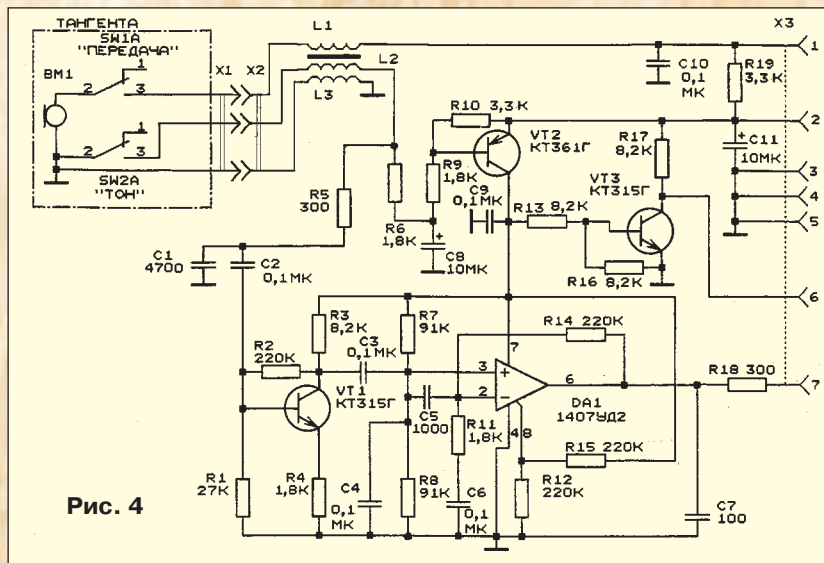 ТАНГЕНТА
SW1A
"ПЕРЕДАЧА"
BM1
1
2
3
1
2
3
SW2A
"ТОН"
X1
X2
L1
L2
L3
C10
0,1
МК
R19
3,3К
X3
1
2
3
4
5
6
7
R10 3,3К
VT2
КТ361Г
R9
1,8К
C9
0,1МК
R17
8,2К
VT3
КТ315Г
C11
+
10МК
R13 8,2К
R16 8,2К
R5
300
R6
1,8К
+
C8
10МК
C1
4700
C2
0,1МК
R3
8,2К
R7
91К
C3
0,1МК
R2
220К
VT1
КТ315Г
R14 220К
7
3
+
2
–
6
48
DA1
1407УД2
R18 300
C5
1000
R11
1,8К
R15 220К
R12
220К
R1
27К
R4
1,8К
C4
0,1
МК
R8
91К
C6
0,1
МК
C7
100
Рис. 4